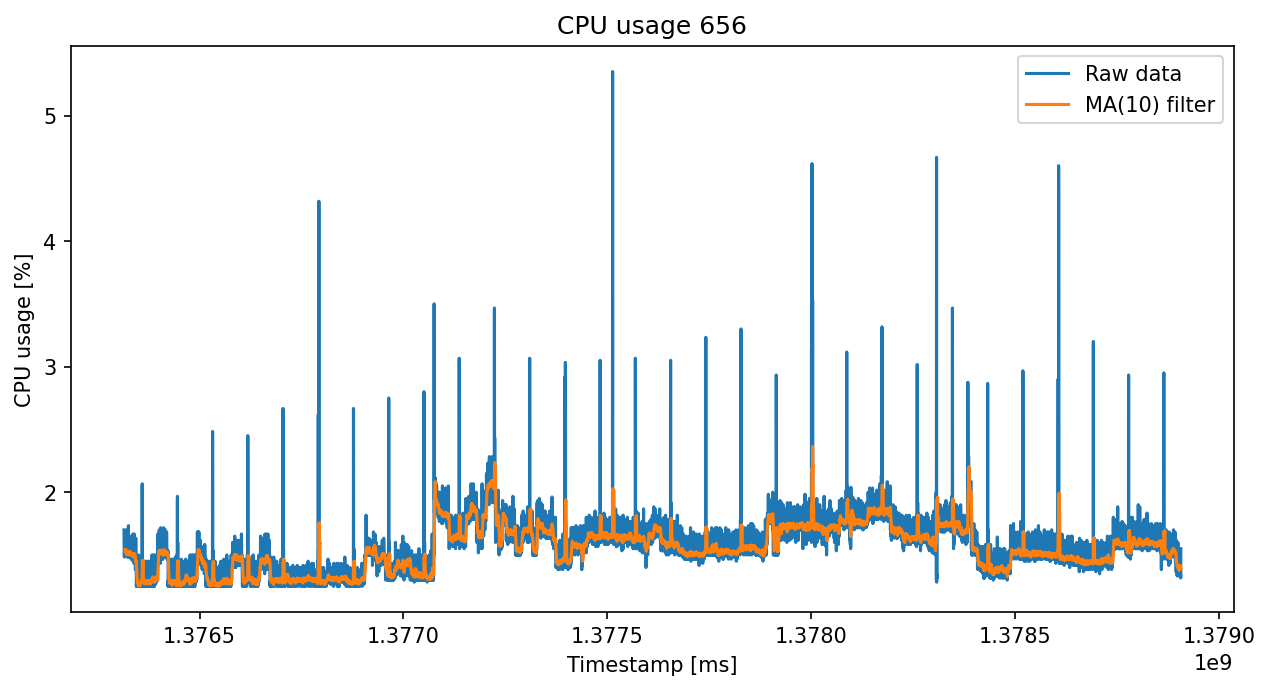 CPU usage 656
Raw data
MA(10) filter
CPU usage [%]
5
4
3
2
1.3765 1.3770 1.3775 1.3780 1.3785 1.3790
1e9
Timestamp [ms]